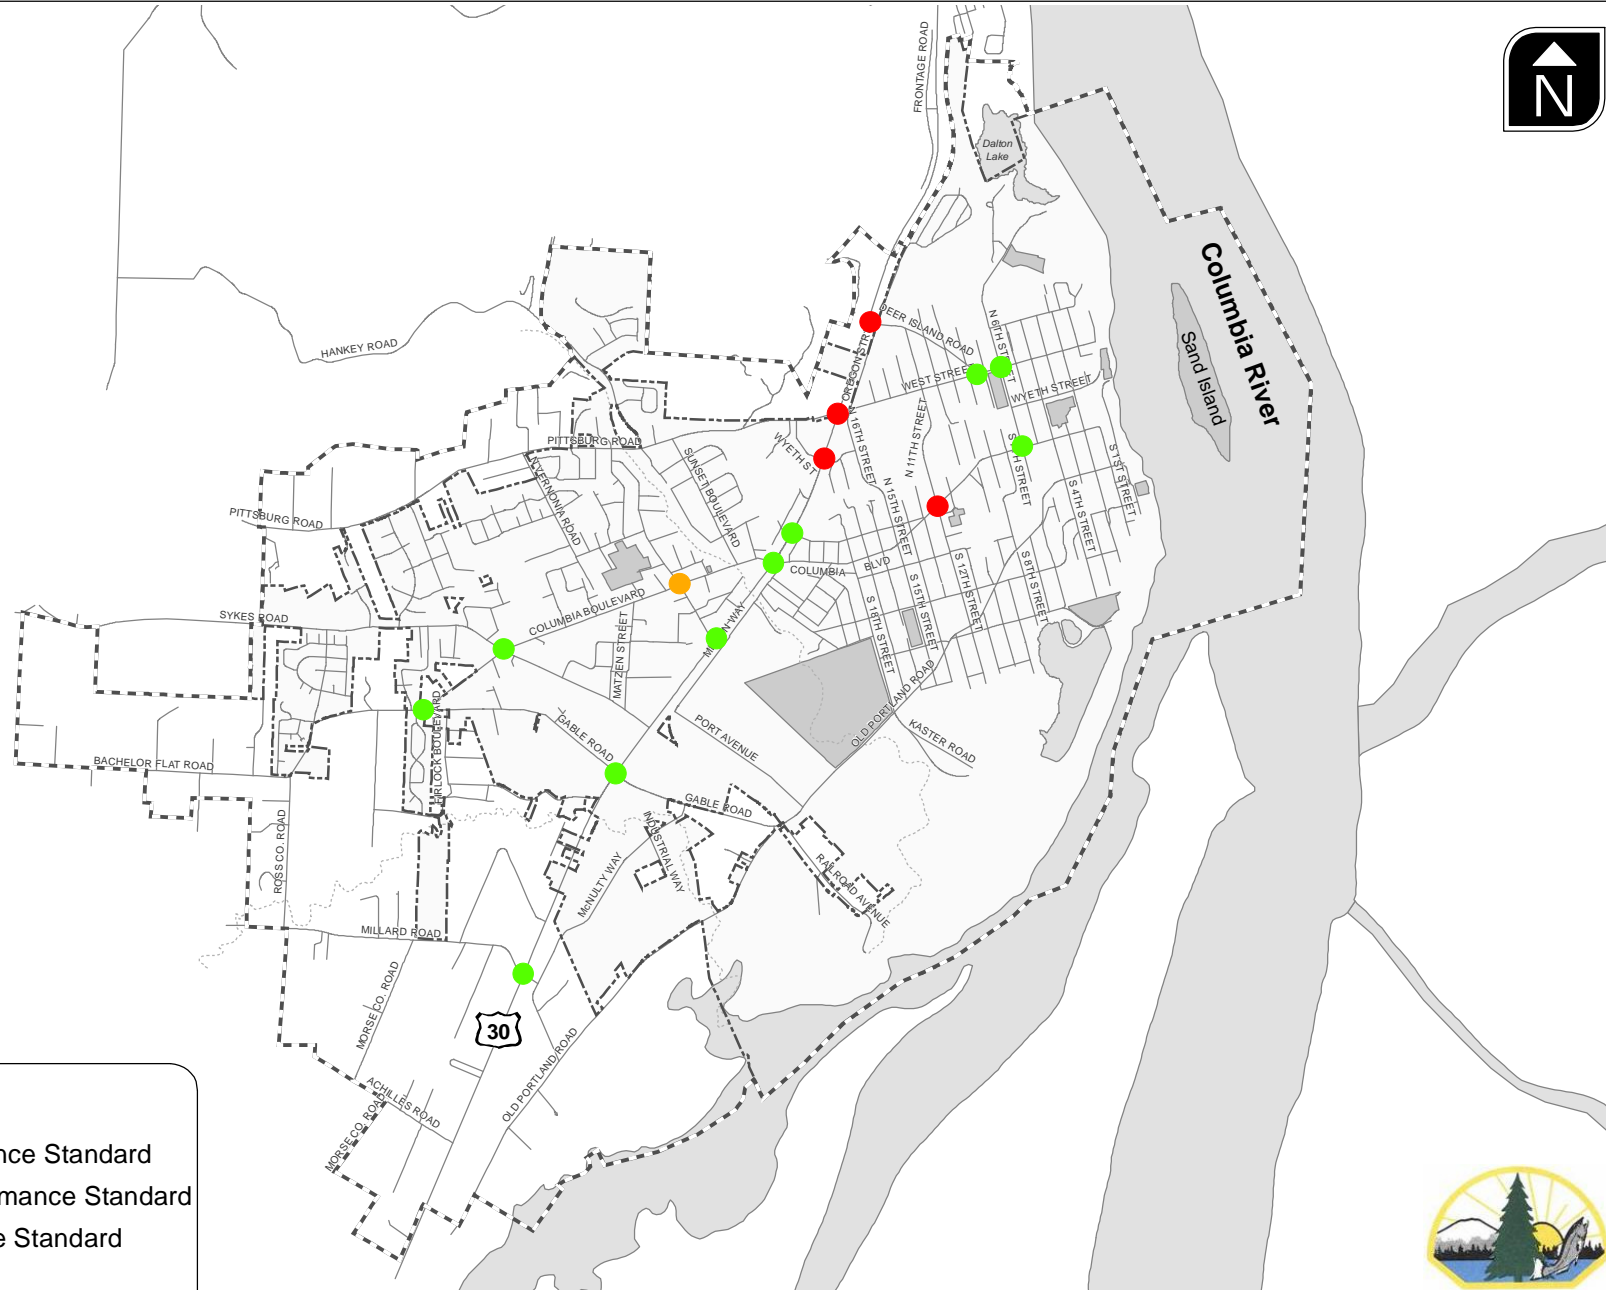 FRONTAGE ROAD
N
Dalton
Lake
Columbia River
Sand Island
DEER ISLAND ROAD
N 6TH STREET
HANKEY ROAD
OREGON STR
WEST STREET
WYETH STREET
PITTSBURG ROAD
WYETH ST
N 16TH STREET
N 11TH STREET
SUNSET BOULEVARD
N VERNONIA ROAD
N 15TH STREET
S 1ST STREET
S 4TH STREET
PITTSBURG ROAD
COLUMBIA
BLVD
S 12TH STREET
S 8TH STREET
S 15TH STREET
S 18TH STREET
SYKES ROAD
COLUMBIA BOULEVARD
MATZEN STREET
OLD PORTLAND ROAD
KASTER ROAD
PORT AVENUE
GABLE ROAD
FIRLOCK BOULEVARD
BACHELOR FLAT ROAD
GABLE ROAD
INDUSTRIAL WAY
ROSS CO. ROAD
RAILROAD AVENUE
McNULTY WAY
MILLARD ROAD
MORSE CO. ROAD
30
OLD PORTLAND ROAD
ACHILLES ROAD
MORSE CO. ROAD
nce Standard
mance Standard
e Standard